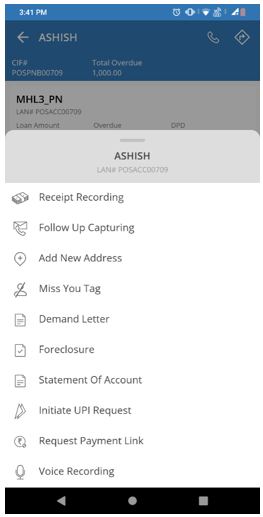 3:41 PM
ASHISH
CIF# Total Overdue
POSPNB00709 1,000.00
MHL3_PN
LAN# POSACC00709
Loan Amount Overdue DPD
ASHISH
LAN# POSACC00709
Receipt Recording
Follow Up Capturing
Add New Address
Miss You Tag
Demand Letter
Foreclosure
Statement Of Account
Initiate UPI Request
Request Payment Link
Voice Recording